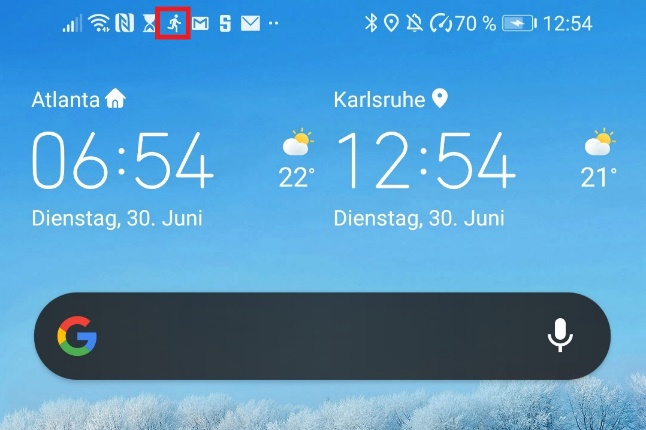 70 % 12:54
Atlanta Karlsruhe
06:54 22° 12:54 21°
Dienstag, 30. Juni Dienstag, 30. Juni